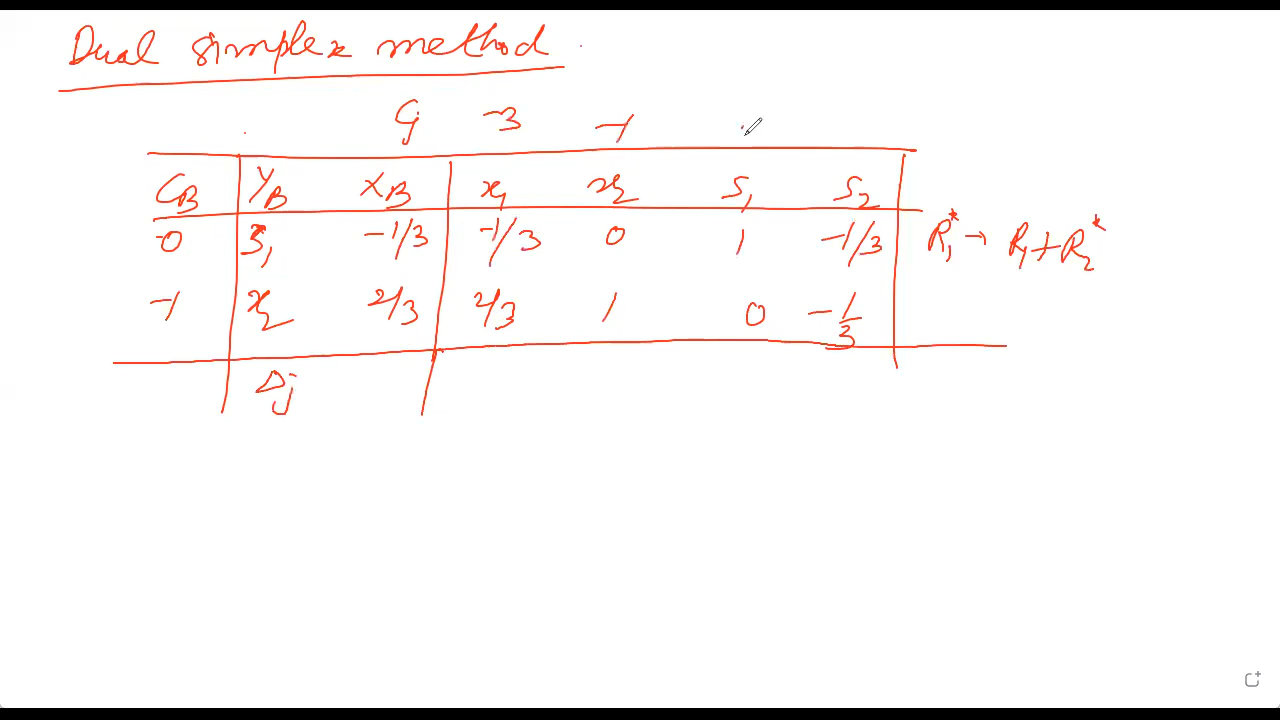 Dual simplex method
Cj -3 -1
CB YB XB x1 x2 s1 s2
0 s1 -1/3 -1/3 0 1 -1/3 R1* → R1 + R2*
-1 x2 2/3 2/3 1 0 -1/3
Δj